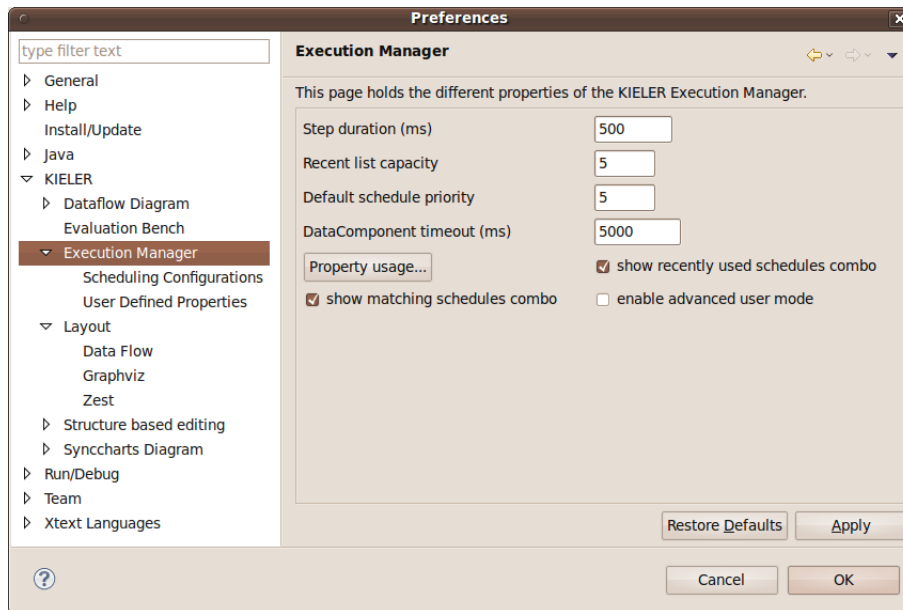 Preferences
type filter text
General
Help
Install/Update
Java
KIELER
Dataflow Diagram
Evaluation Bench
Execution Manager
Scheduling Configurations
User Defined Properties
Layout
Data Flow
Graphviz
Zest
Structure based editing
Synccharts Diagram
Run/Debug
Team
Xtext Languages
Execution Manager
This page holds the different properties of the KIELER Execution Manager.
Step duration (ms) 500
Recent list capacity 5
Default schedule priority 5
DataComponent timeout (ms) 5000
Property usage... show recently used schedules combo
show matching schedules combo enable advanced user mode
Restore Defaults Apply
Cancel OK